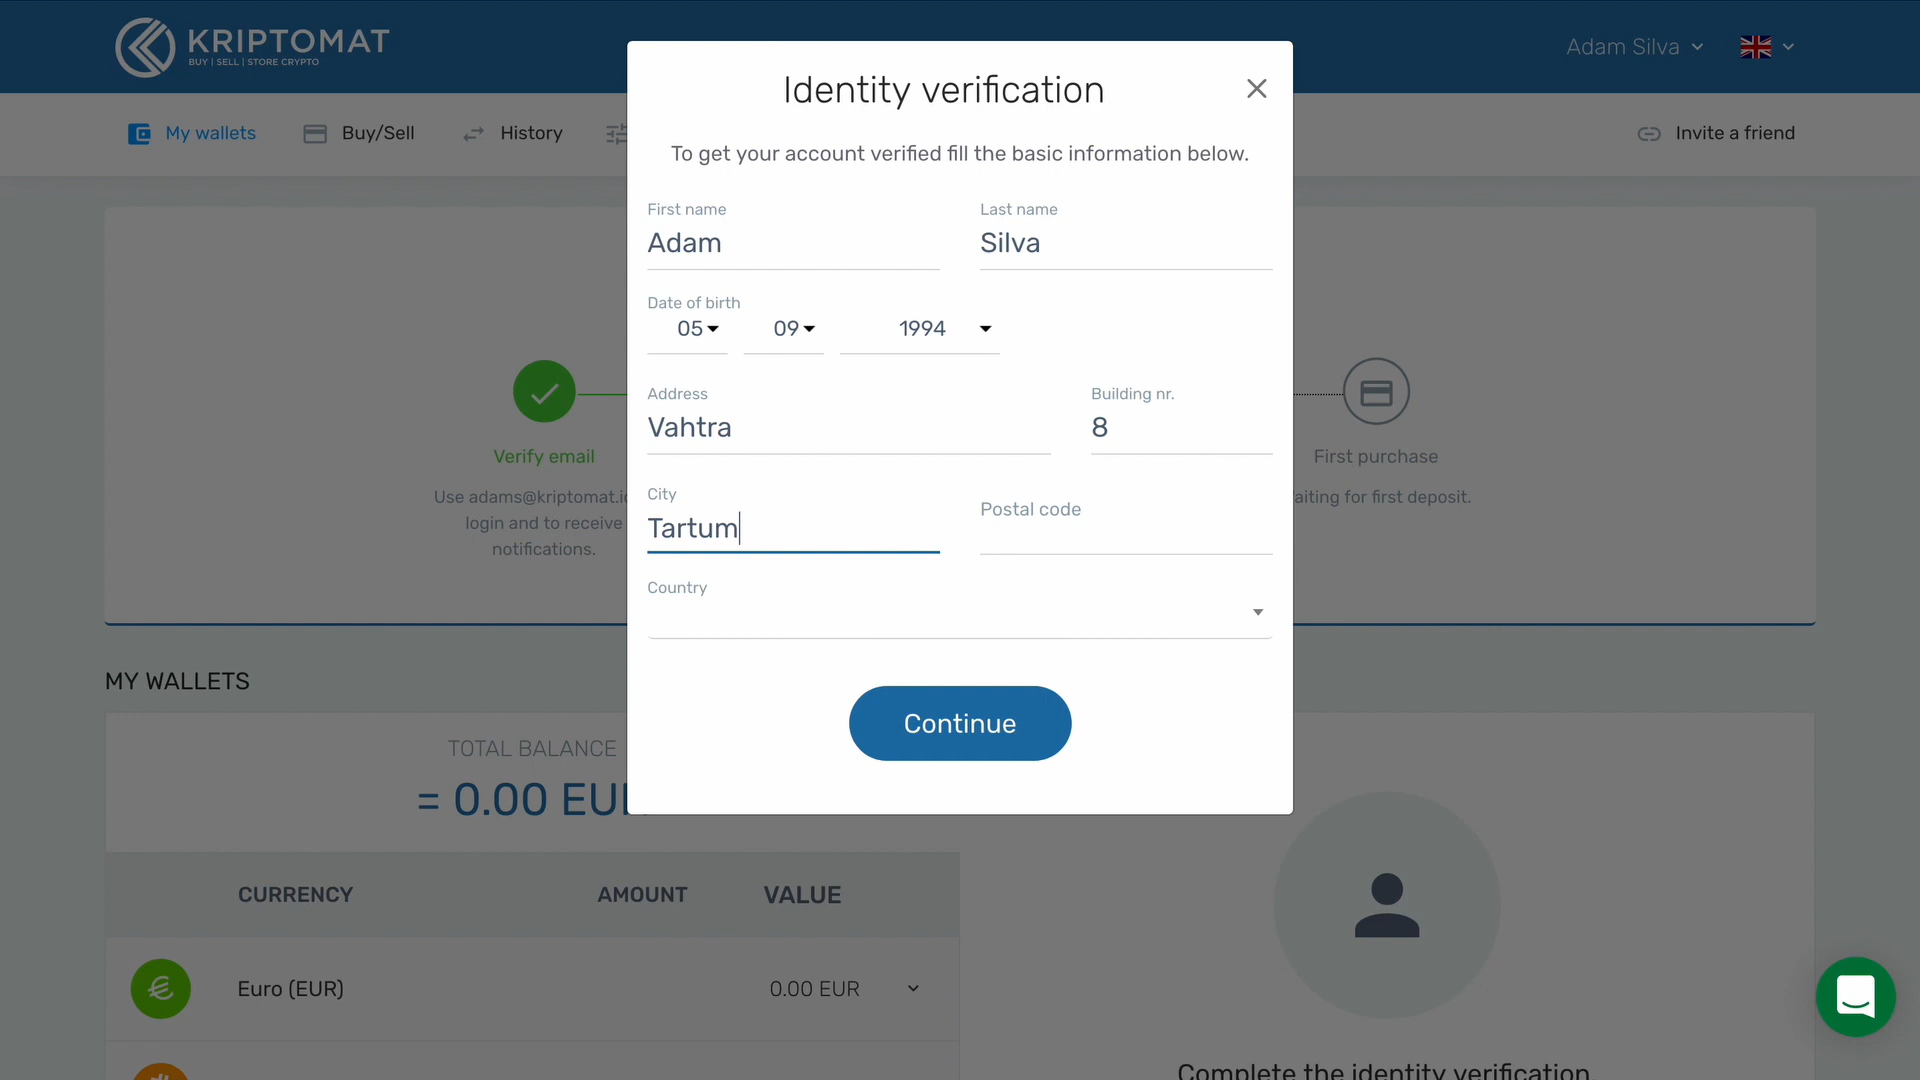 KRIPTOMAT
BUY | SELL | STORE CRYPTO
Adam Silva
My wallets
Buy/Sell
History
Invite a friend
Identity verification
To get your account verified fill the basic information below.
First name
Last name
Adam
Silva
Date of birth
05
09
1994
Address
Building nr.
Vahtra
8
City
Postal code
Tartum
Country
Continue
Verify email
Use adams@kriptomat.i
login and to receive
notifications.
First purchase
aiting for first deposit.
MY WALLETS
TOTAL BALANCE
= 0.00 EUR
CURRENCY
AMOUNT
VALUE
€
Euro (EUR)
0.00 EUR
Complete the identity verification